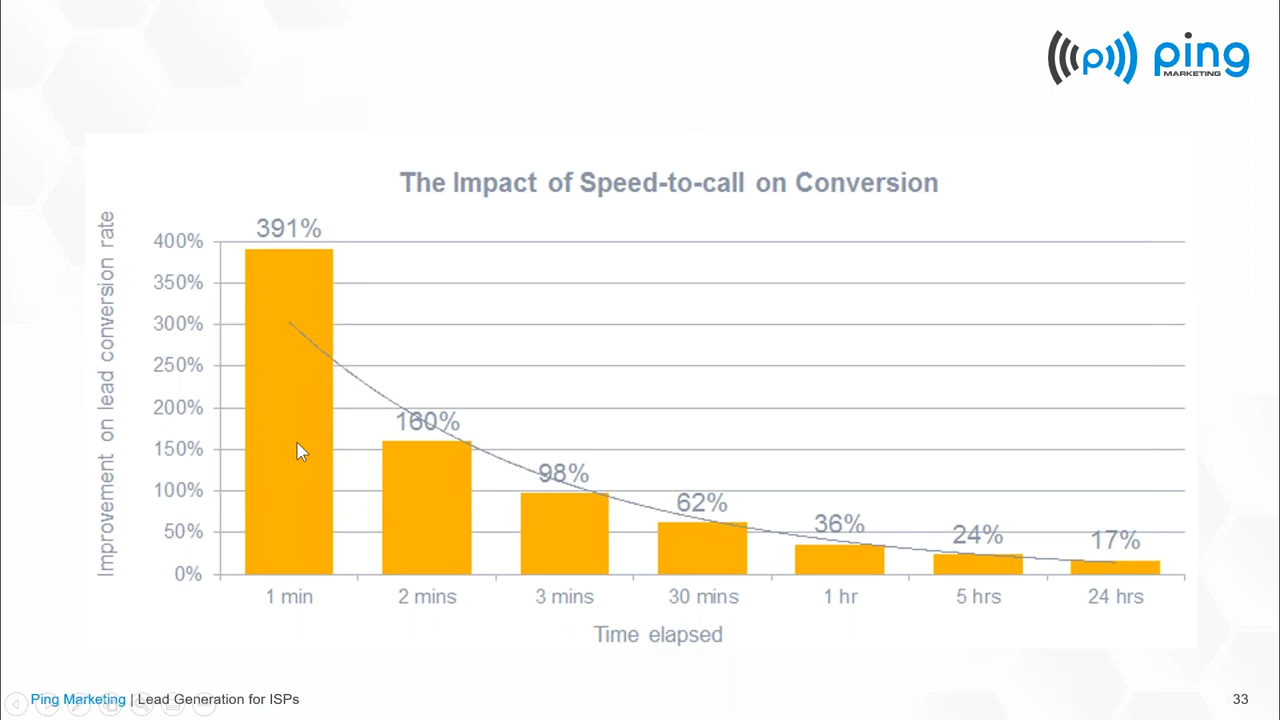 p ping
MARKETING
The Impact of Speed-to-call on Conversion
Improvement on lead conversion rate
400%
350%
300%
250%
200%
150%
100%
50%
0%
391%
160%
98%
62%
36%
24%
17%
1 min
2 mins
3 mins
30 mins
1 hr
5 hrs
24 hrs
Time elapsed
Ping Marketing | Lead Generation for ISPs
33